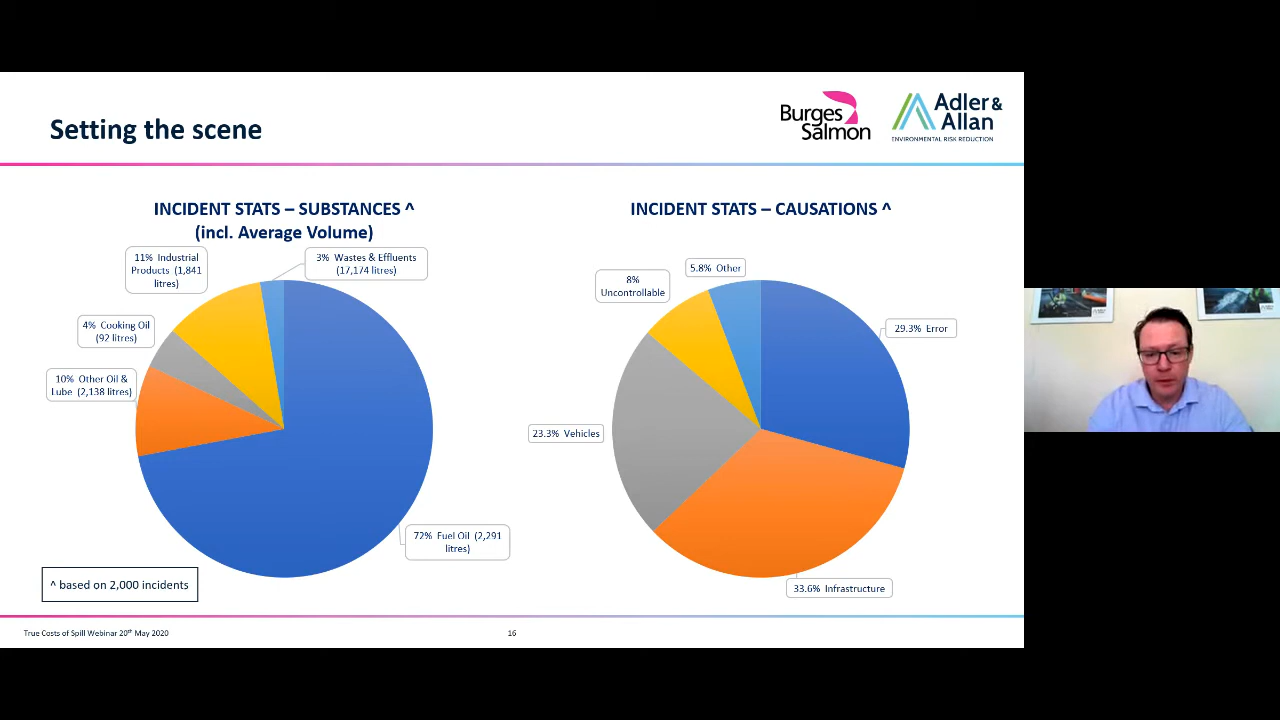 Setting the scene
Burges
Salmon
Adler &
Allan
ENVIRONMENTAL RISK REDUCTION
INCIDENT STATS – SUBSTANCES ^
(incl. Average Volume)
11% Industrial
Products (1,841
litres)
3% Wastes & Effluents
(17,174 litres)
4% Cooking Oil
(92 litres)
10% Other Oil &
Lube (2,138 litres)
72% Fuel Oil (2,291
litres)
^ based on 2,000 incidents
INCIDENT STATS – CAUSATIONS ^
5.8% Other
8%
Uncontrollable
29.3% Error
23.3% Vehicles
33.6% Infrastructure
True Costs of Spill Webinar 20th May 2020
16